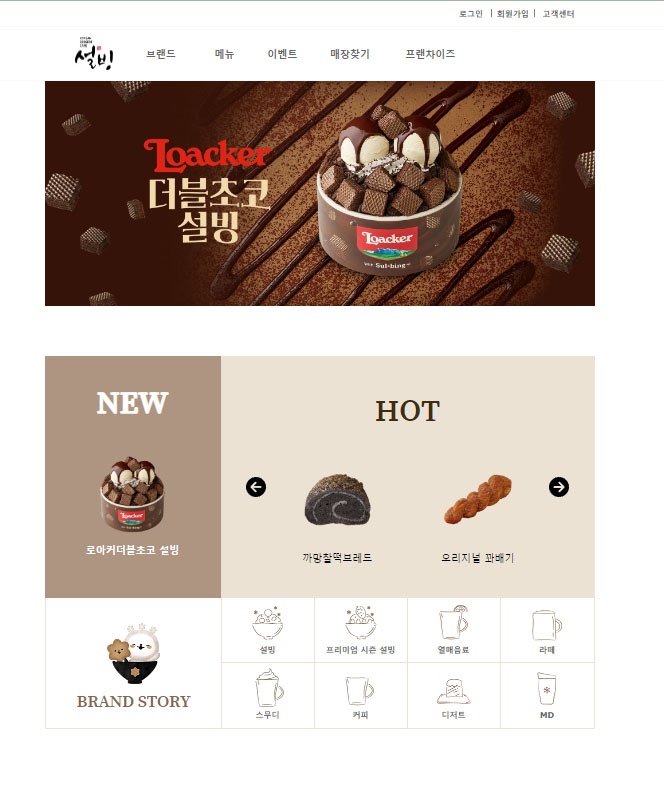 로그인 | 회원가입 | 고객센터
설빙
브랜드 메뉴 이벤트 매장찾기 프랜차이즈
Loacker
더블초코
설빙
Loacker
Sulbing
NEW
HOT
Loacker
로아커더블초코 설빙
까망찰떡브레드
오리지널 꽈배기
설빙
프리미엄 시즌 설빙
열매음료
라떼
BRAND STORY
스무디
커피
디저트
MD